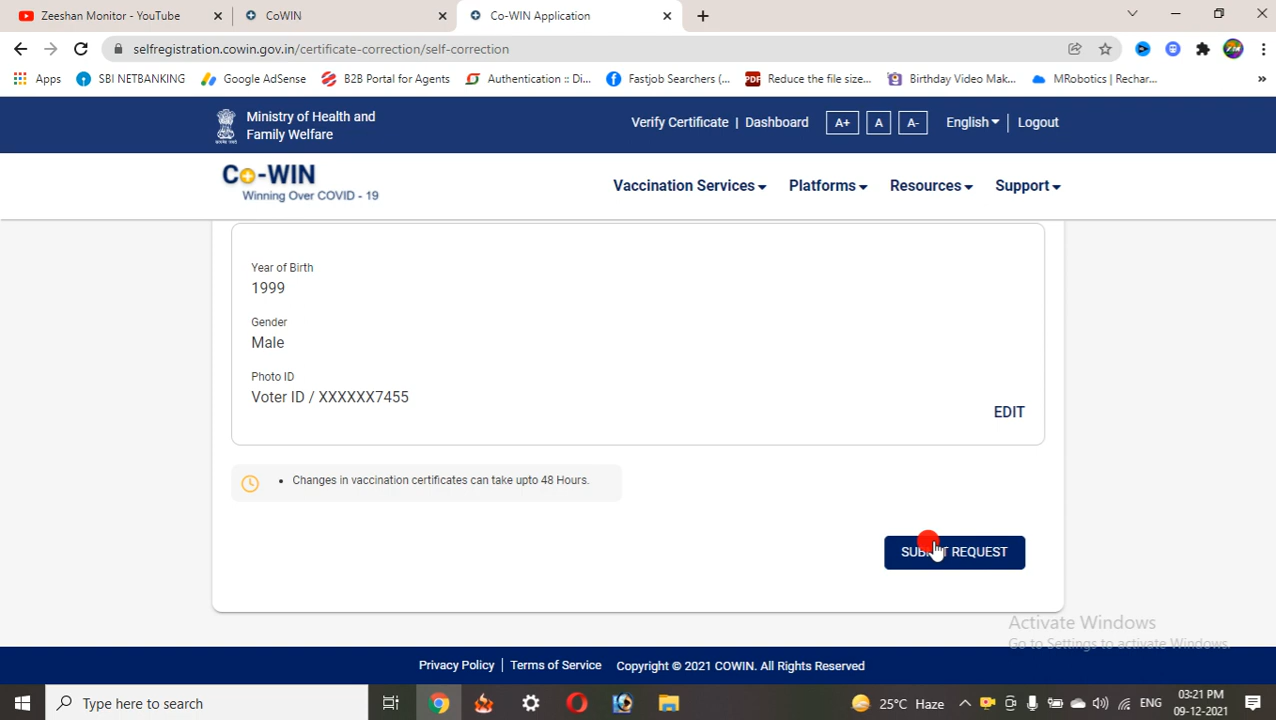 Zeeshan Monitor - YouTube
CoWIN
Co-WIN Application
selfregistration.cowin.gov.in/certificate-correction/self-correction
Apps
SBI NETBANKING
Google AdSense
B2B Portal for Agents
Authentication :: Di...
Fastjob Searchers (...
PDF
Reduce the file size...
Birthday Video Mak...
MRobotics | Rechar...
Ministry of Health and
Family Welfare
Verify Certificate | Dashboard
A+
A
A-
English
Logout
Co-WIN
Winning Over COVID - 19
Vaccination Services
Platforms
Resources
Support
Year of Birth
1999
Gender
Male
Photo ID
Voter ID / XXXXXX7455
EDIT
• Changes in vaccination certificates can take upto 48 Hours.
SUBMIT REQUEST
Activate Windows
Go to Settings to activate Windows.
Privacy Policy | Terms of Service
Copyright © 2021 COWIN. All Rights Reserved
Type here to search
25°C Haze
ENG
03:21 PM
09-12-2021